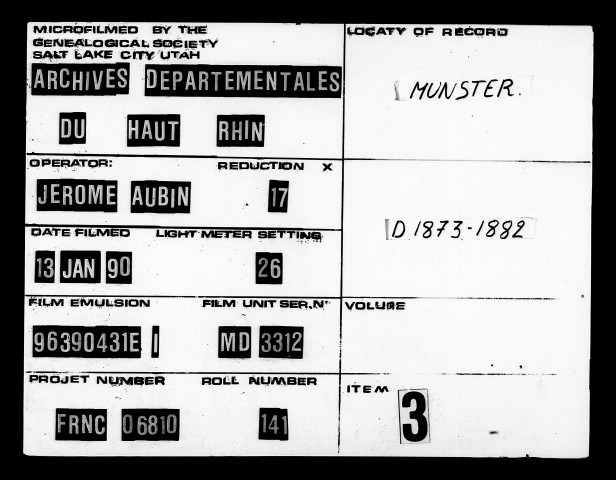 MICROFILMED BY THE
GENEALOGICAL SOCIETY
SALT LAKE CITY UTAH
ARCHIVES DEPARTEMENTALES
DU HAUT RHIN
OPERATOR: REDUCTION X
JEROME AUBIN 17
DATE FILMED LIGHT METER SETTING
13 JAN 90 26
FILM EMULSION FILM UNIT SER.N°
96390431E 1 MD 3312
PROJET NUMBER ROLL NUMBER
FRNC 06810 141
LOCATY OF RECORD
MUNSTER.
D 1873-1882
VOLUME
ITEM 3